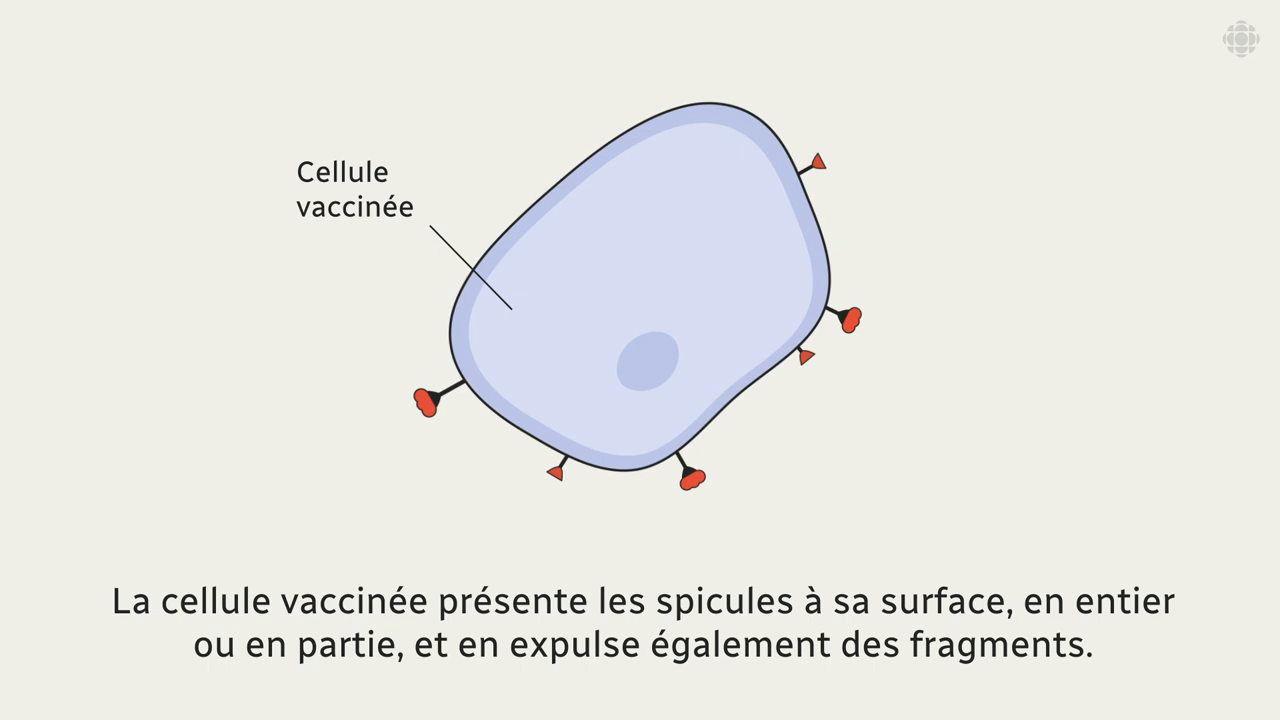 Cellule
vaccinée
La cellule vaccinée présente les spicules à sa surface, en entier
ou en partie, et en expulse également des fragments.